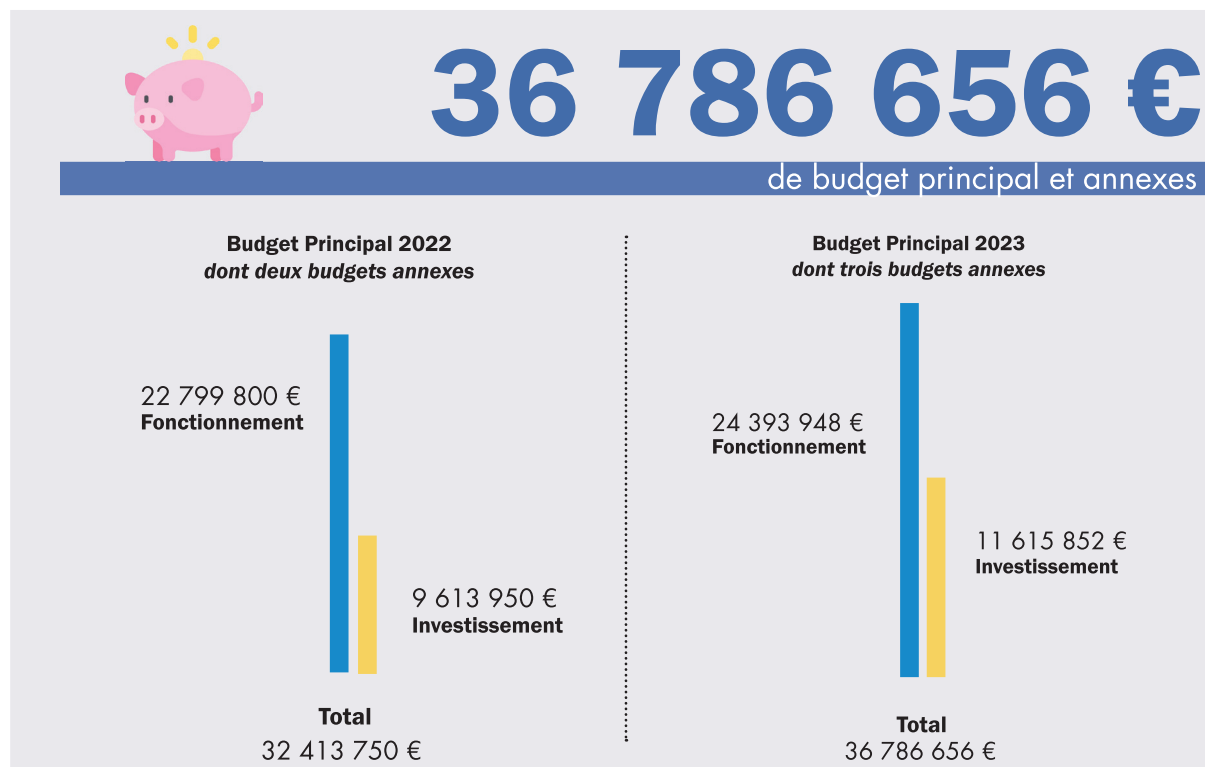 36 786 656 €
de budget principal et annexes
Budget Principal 2022
dont deux budgets annexes
22 799 800 €
Fonctionnement
9 613 950 €
Investissement
Total
32 413 750 €
Budget Principal 2023
dont trois budgets annexes
24 393 948 €
Fonctionnement
11 615 852 €
Investissement
Total
36 786 656 €